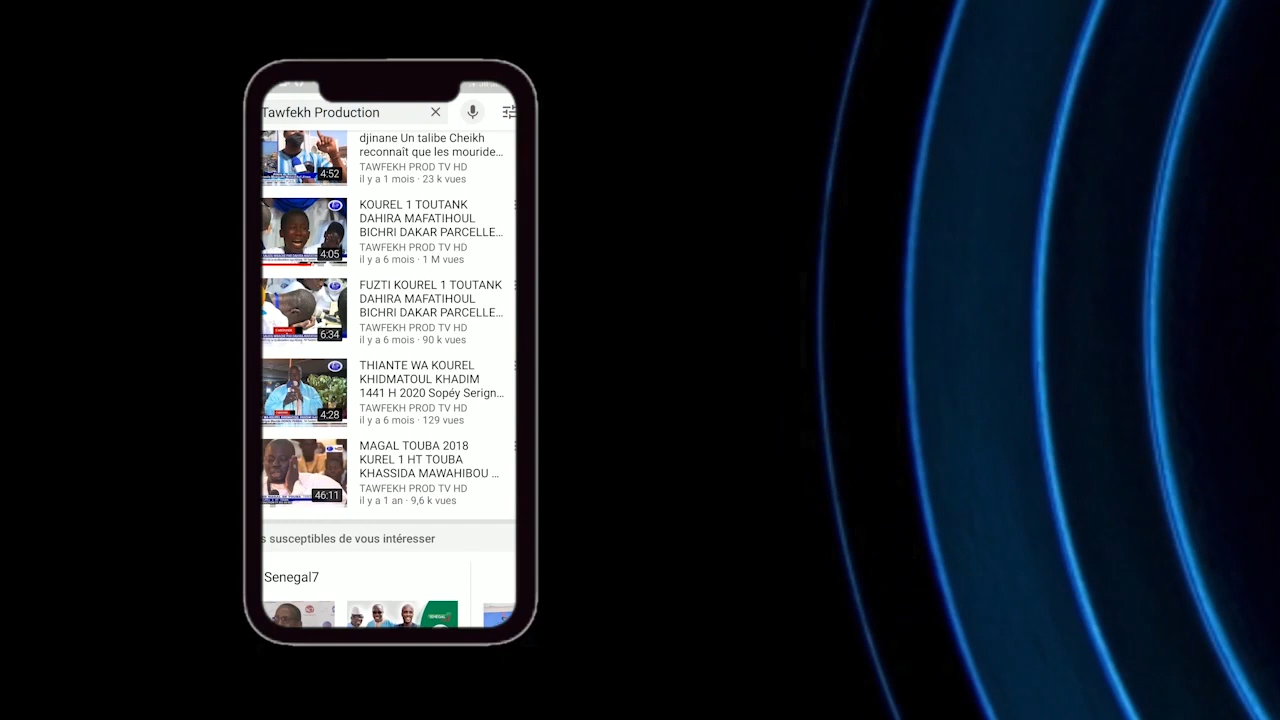 Tawfekh Production
djinane Un talibe Cheikh
reconnaît que les mouride...
TAWFEKH PROD TV HD
il y a 1 mois · 23 k vues
4:52
KOUREL 1 TOUTANK
DAHIRA MAFATIHOUL
BICHRI DAKAR PARCELLE...
TAWFEKH PROD TV HD
il y a 6 mois · 1 M vues
4:05
FUZTI KOUREL 1 TOUTANK
DAHIRA MAFATIHOUL
BICHRI DAKAR PARCELLE...
TAWFEKH PROD TV HD
il y a 6 mois · 90 k vues
6:34
THIANTE WA KOUREL
KHIDMATOUL KHADIM
1441 H 2020 Sopéy Serign...
TAWFEKH PROD TV HD
il y a 6 mois · 129 vues
4:28
MAGAL TOUBA 2018
KUREL 1 HT TOUBA
KHASSIDA MAWAHIBOU ...
TAWFEKH PROD TV HD
il y a 1 an · 9,6 k vues
46:11
s susceptibles de vous intéresser
Senegal7